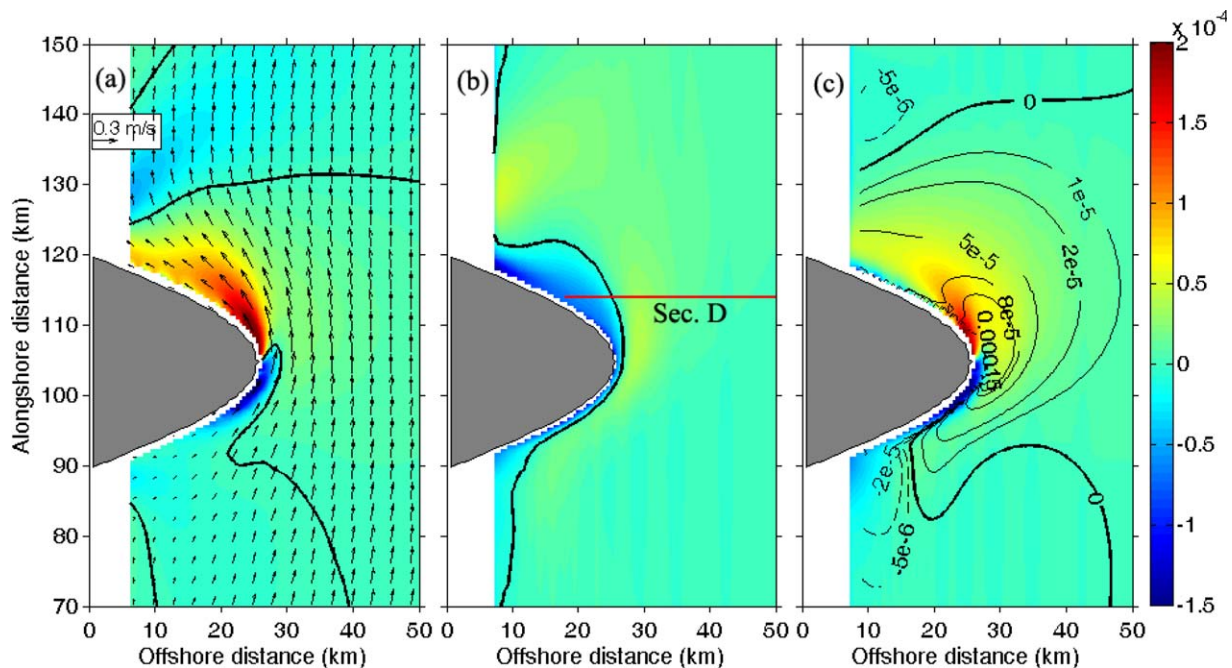 x 10^-4
150 (a) (b) (c) 2
140 0.3 m/s -5e-6 0 1.5
130 1e-5 1
120 5e-5 2e-5 0.5
110 Sec. D 8e-5 0.00015 0
100
90 -2e-5 0 -0.5
80 -5e-6 -1
70 -1.5
0 10 20 30 40 50 0 10 20 30 40 50 0 10 20 30 40 50
Alongshore distance (km)
Offshore distance (km) Offshore distance (km) Offshore distance (km)